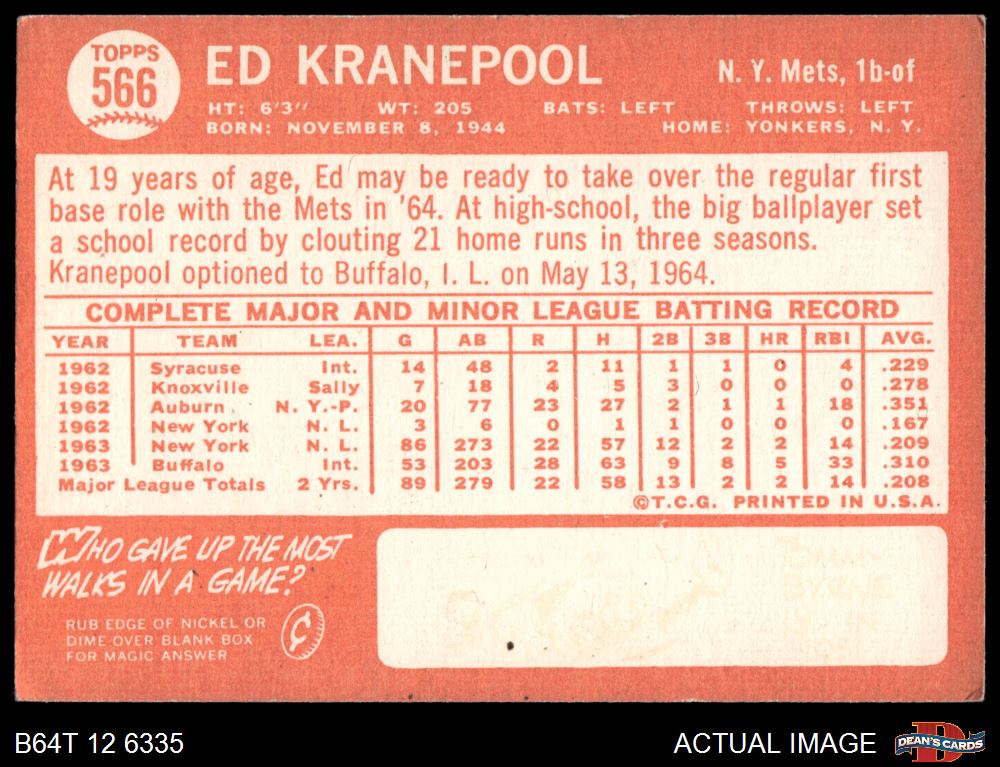 TOPPS
566
ED KRANEPOOL
N. Y. Mets, 1b-of
HT: 6'3" WT: 205 BATS: LEFT THROWS: LEFT
BORN: NOVEMBER 8, 1944 HOME: YONKERS, N. Y.
At 19 years of age, Ed may be ready to take over the regular first
base role with the Mets in '64. At high-school, the big ballplayer set
a school record by clouting 21 home runs in three seasons.
Kranepool optioned to Buffalo, I. L. on May 13, 1964.
COMPLETE MAJOR AND MINOR LEAGUE BATTING RECORD
YEAR TEAM LEA. G AB R H 2B 3B HR RBI AVG.
1962 Syracuse Int. 14 48 2 11 1 1 0 4 .229
1962 Knoxville Sally 7 18 4 5 3 0 0 0 .278
1962 Auburn N. Y.-P. 20 77 23 27 2 1 1 18 .351
1962 New York N. L. 3 6 0 1 1 0 0 0 .167
1963 New York N. L. 86 273 22 57 12 2 2 14 .209
1963 Buffalo Int. 53 203 28 63 9 8 5 33 .310
Major League Totals 2 Yrs. 89 279 22 58 13 2 2 14 .208
©T.C.G. PRINTED IN U.S.A.
WHO GAVE UP THE MOST
WALKS IN A GAME?
RUB EDGE OF NICKEL OR
DIME OVER BLANK BOX
FOR MAGIC ANSWER
BYRNE
B64T 12 6335
ACTUAL IMAGE
DEAN'S CARDS